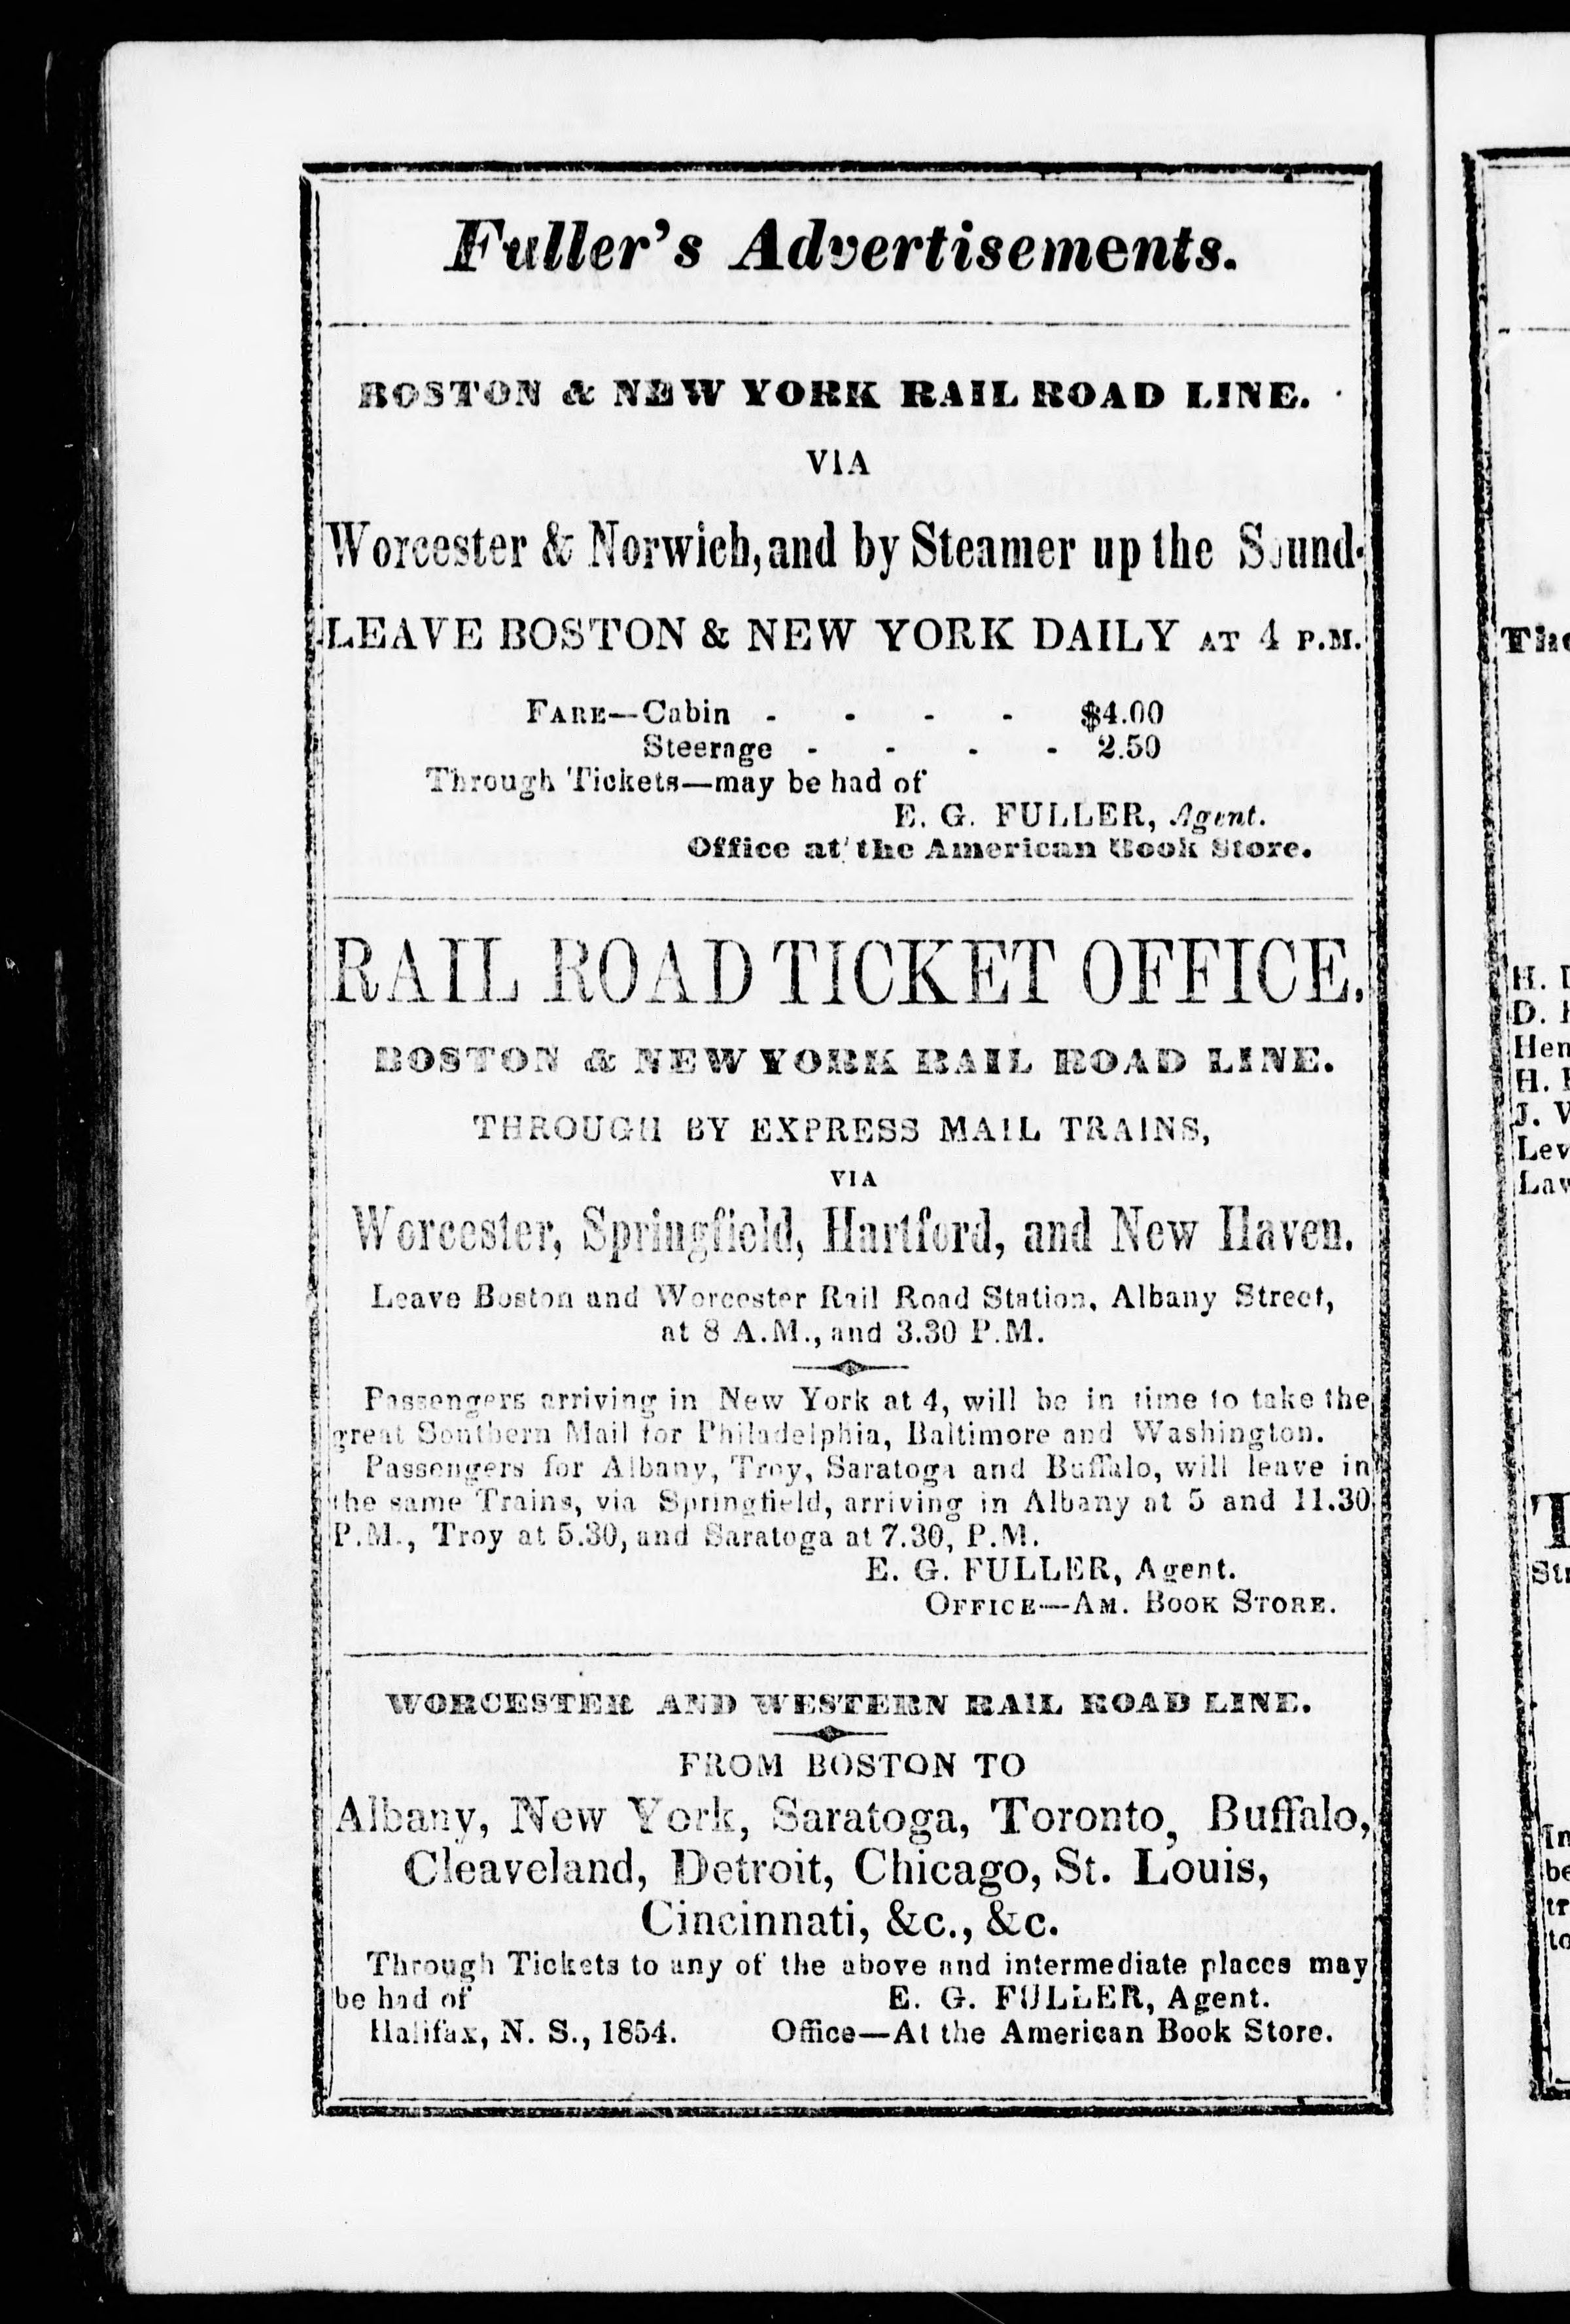 Fuller's Advertisements.
BOSTON & NEW YORK RAIL ROAD LINE.
VIA
Worcester & Norwich, and by Steamer up the Sound.
LEAVE BOSTON & NEW YORK DAILY AT 4 P.M.
FARE—Cabin - - - - $4.00
Steerage - - - - 2.50
Through Tickets—may be had of
E. G. FULLER, Agent.
Office at the American Book Store.
RAIL ROAD TICKET OFFICE,
BOSTON & NEW YORK RAIL ROAD LINE.
THROUGH BY EXPRESS MAIL TRAINS,
VIA
Worcester, Springfield, Hartford, and New Haven.
Leave Boston and Worcester Rail Road Station, Albany Street,
at 8 A.M., and 3.30 P.M.
Passengers arriving in New York at 4, will be in time to take the
great Southern Mail for Philadelphia, Baltimore and Washington.
Passengers for Albany, Troy, Saratoga and Buffalo, will leave in
the same Trains, via Springfield, arriving in Albany at 5 and 11.30
P.M., Troy at 5.30, and Saratoga at 7.30, P.M.
E. G. FULLER, Agent.
OFFICE—AM. BOOK STORE.
WORCESTER AND WESTERN RAIL ROAD LINE.
FROM BOSTON TO
Albany, New York, Saratoga, Toronto, Buffalo,
Cleaveland, Detroit, Chicago, St. Louis,
Cincinnati, &c., &c.
Through Tickets to any of the above and intermediate places may
be had of E. G. FULLER, Agent.
Halifax, N. S., 1854. Office—At the American Book Store.
H.
D.
Hen
H.
J.
Lev
Law
In
be
tr
to